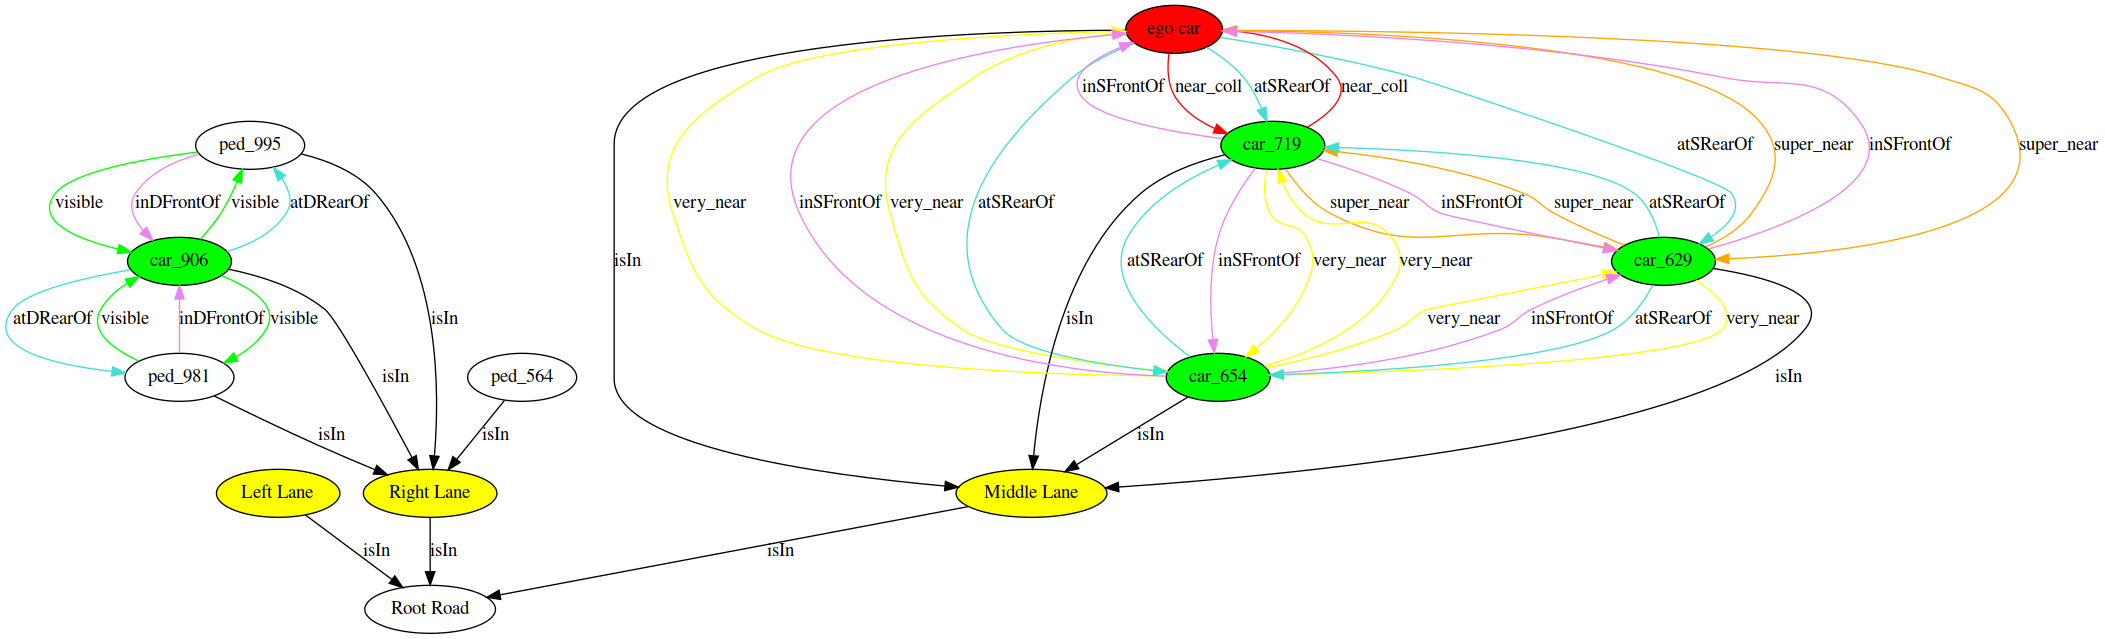 ego car
inSFrontOf near_coll atSRearOf near_coll
ped_995
car_719
atSRearOf super_near inSFrontOf super_near
visible inDFrontOf visible atDRearOf
very_near inSFrontOf very_near atSRearOf
super_near inSFrontOf super_near atSRearOf
car_906
isIn
atSRearOf inSFrontOf very_near very_near
car_629
atDRearOf visible inDFrontOf visible
isIn
isIn
very_near inSFrontOf atSRearOf very_near
ped_981
isIn
ped_564
car_654
isIn
isIn
isIn
isIn
Left Lane
Right Lane
Middle Lane
isIn
isIn
isIn
Root Road